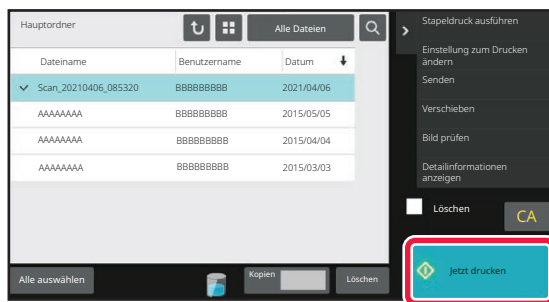 Hauptordner
Alle Dateien
Dateiname Benutzername Datum
Scan_20210406_085320 BBBBBBBBB 2021/04/06
AAAAAAAA BBBBBBBBB 2015/05/05
AAAAAAAA BBBBBBBBB 2015/04/04
AAAAAAAA BBBBBBBBB 2015/03/03
Alle auswählen
Kopien
Löschen
Stapeldruck ausführen
Einstellung zum Drucken
ändern
Senden
Verschieben
Bild prüfen
Detailinformationen
anzeigen
Löschen
CA
Jetzt drucken